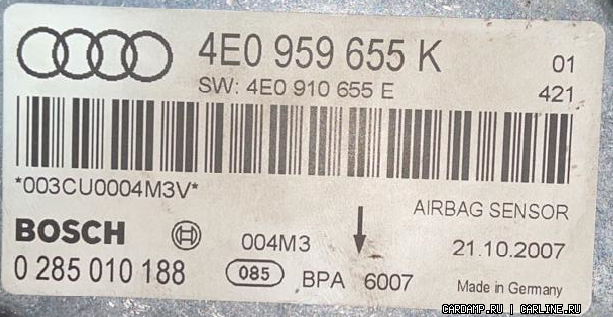 4E0 959 655 K 01
SW: 4E0 910 655 E 421
*003CU0004M3V*
AIRBAG SENSOR
BOSCH 004M3 21.10.2007
0 285 010 188 085 BPA 6007 Made in Germany
CARDAMP.RU | CARLINE.RU